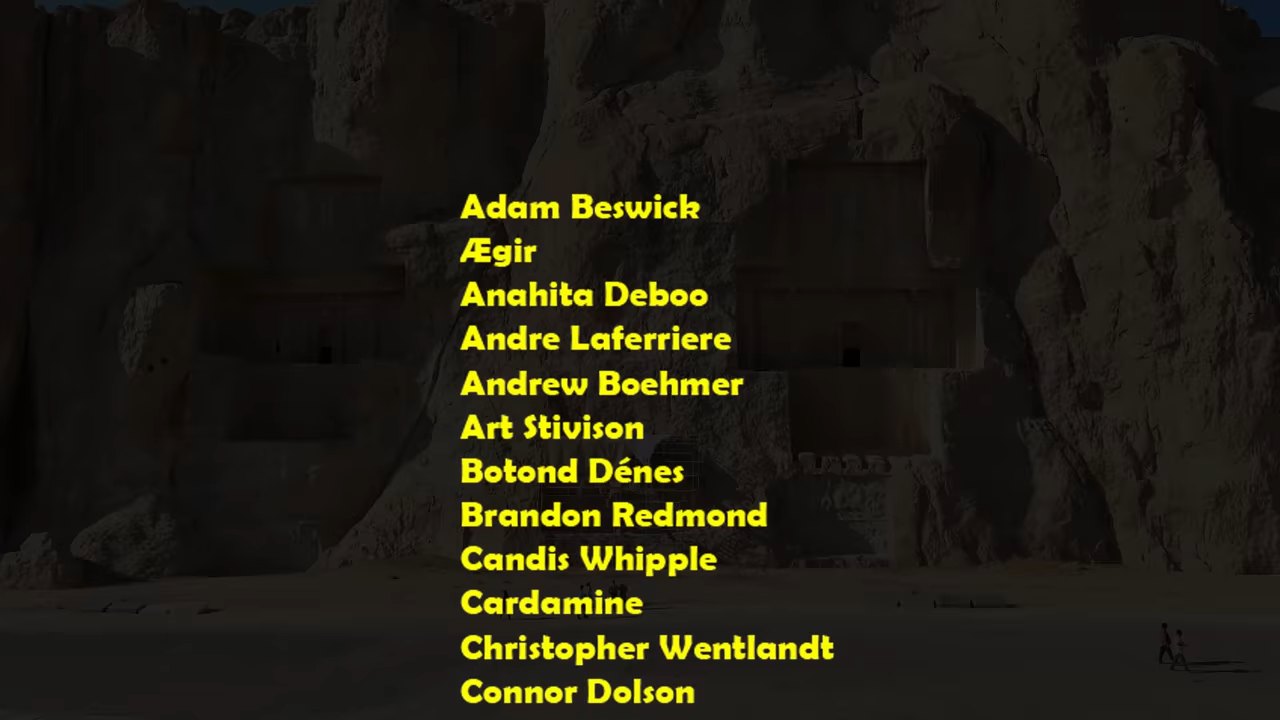 Adam Beswick
Ægir
Anahita Deboo
Andre Laferriere
Andrew Boehmer
Art Stivison
Botond Dénes
Brandon Redmond
Candis Whipple
Cardamine
Christopher Wentlandt
Connor Dolson